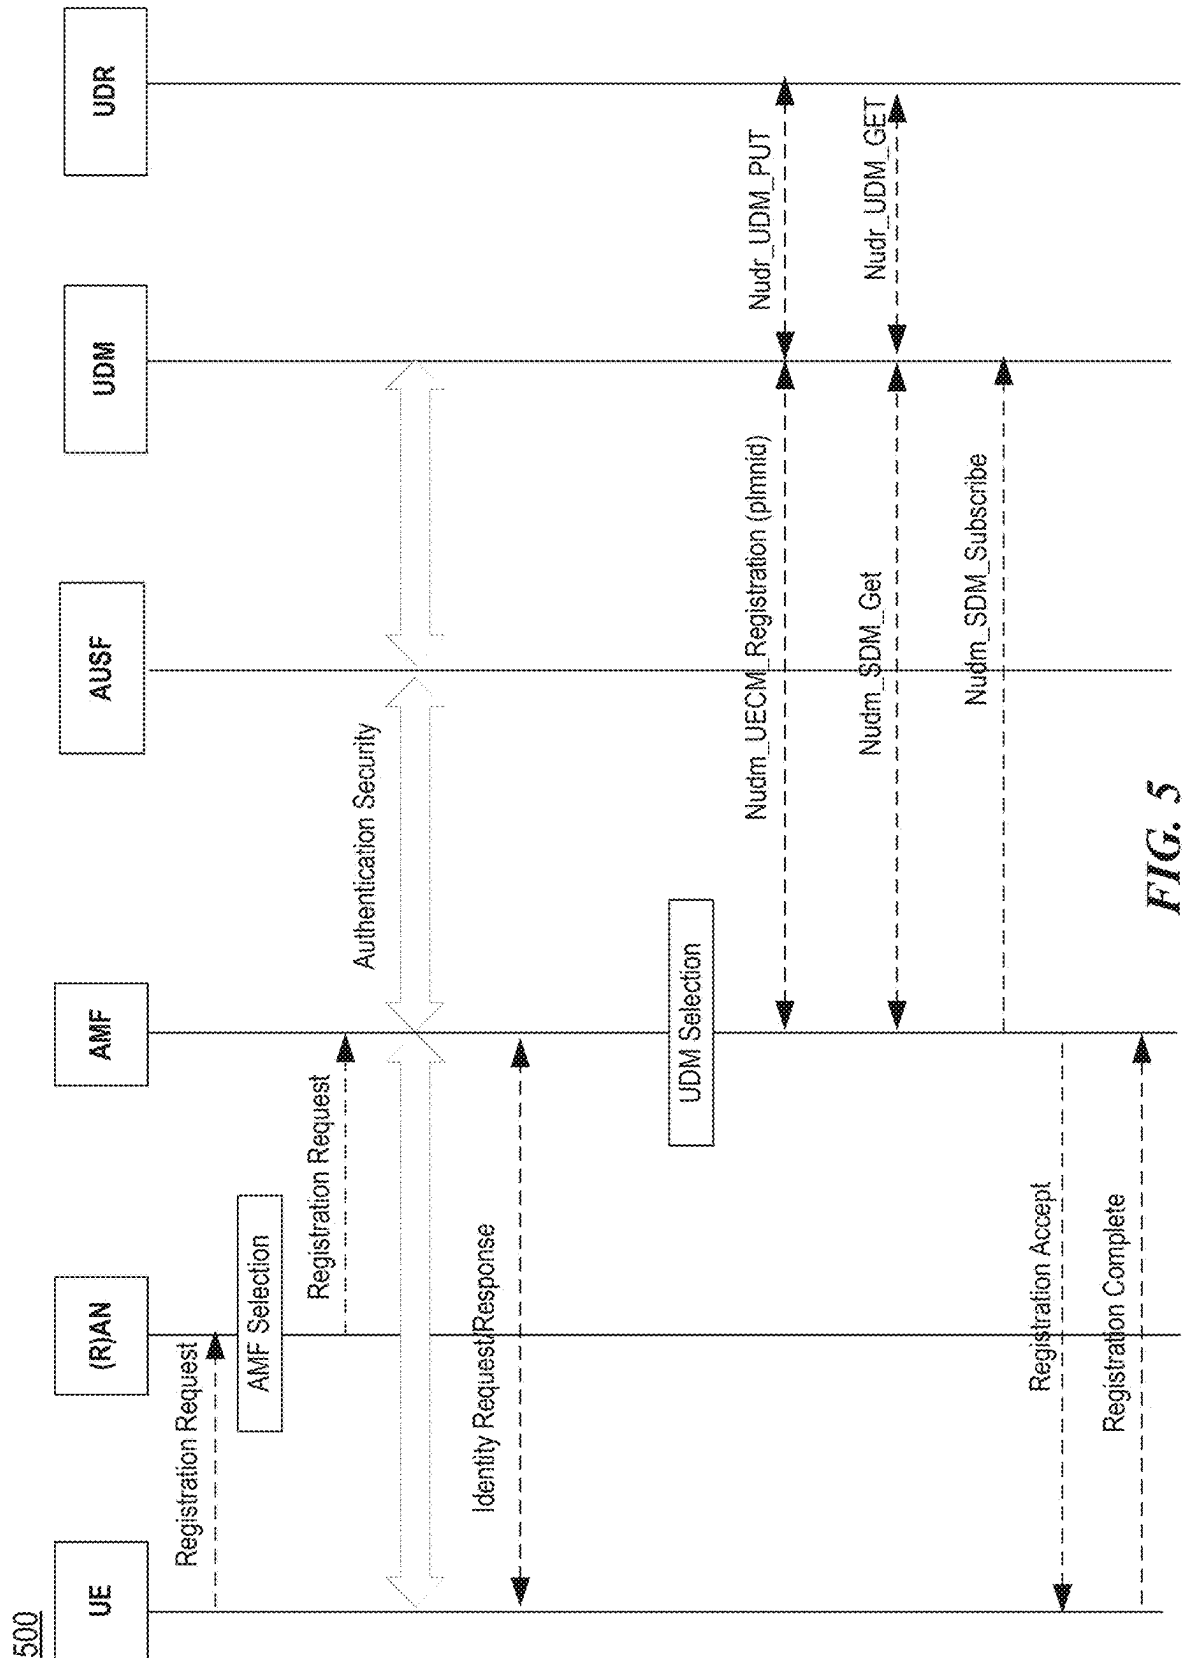 500
UE
(R)AN
AMF
AUSF
UDM
UDR
Registration Request
AMF Selection
Registration Request
Authentication Security
Identity Request/Response
UDM Selection
Nudm_UECM_Registration (plmnid)
Nudr_UDM_PUT
Nudm_SDM_Get
Nudr_UDM_GET
Nudm_SDM_Subscribe
Registration Accept
Registration Complete
FIG. 5